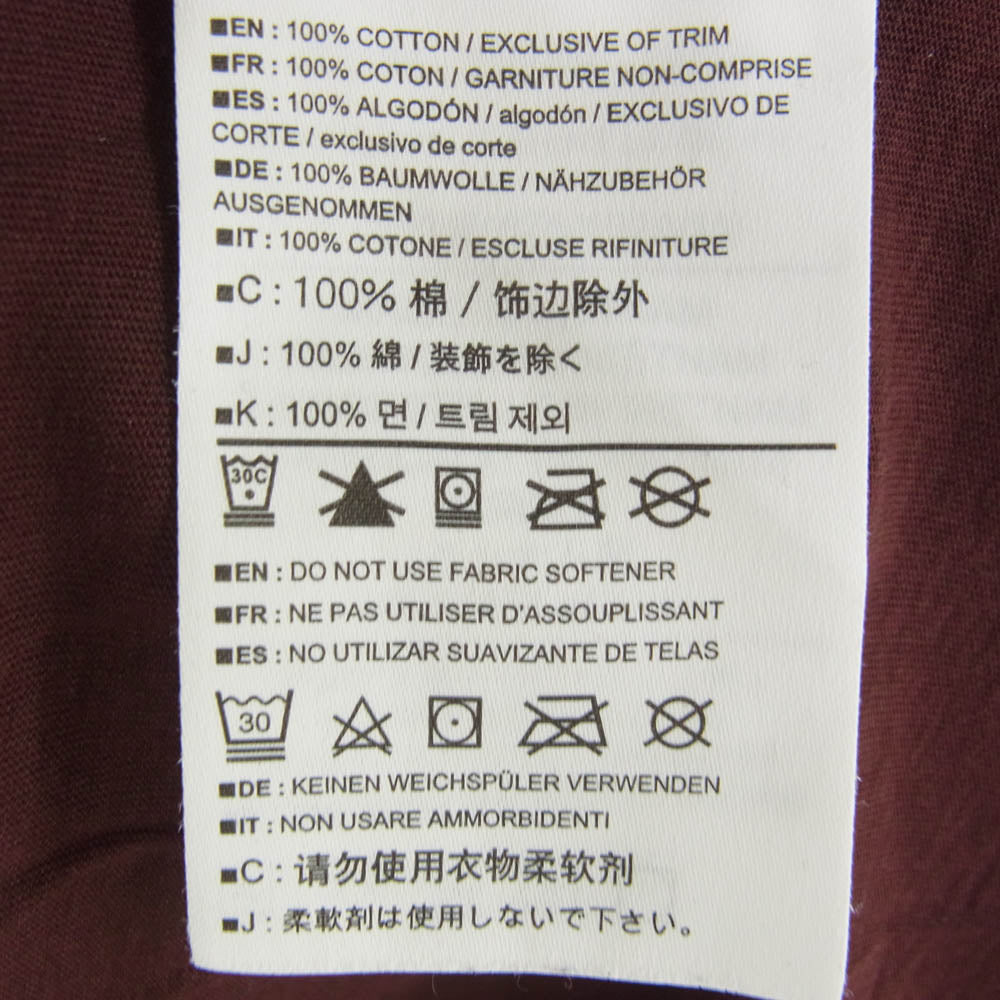 ■EN : 100% COTTON / EXCLUSIVE OF TRIM
■FR : 100% COTON / GARNITURE NON-COMPRISE
■ES : 100% ALGODÓN / algodón / EXCLUSIVO DE
CORTE / exclusivo de corte
■DE : 100% BAUMWOLLE / NÄHZUBEHÖR
AUSGENOMMEN
■IT : 100% COTONE / ESCLUSE RIFINITURE
■C : 100% 棉 / 饰边除外
■J : 100% 綿 / 装飾を除く
■K : 100% 면 / 트림 제외
30C
■EN : DO NOT USE FABRIC SOFTENER
■FR : NE PAS UTILISER D'ASSOUPLISSANT
■ES : NO UTILIZAR SUAVIZANTE DE TELAS
30
■DE : KEINEN WEICHSPÜLER VERWENDEN
■IT : NON USARE AMMORBIDENTI
■C : 请勿使用衣物柔软剂
■J : 柔軟剤は使用しないで下さい。